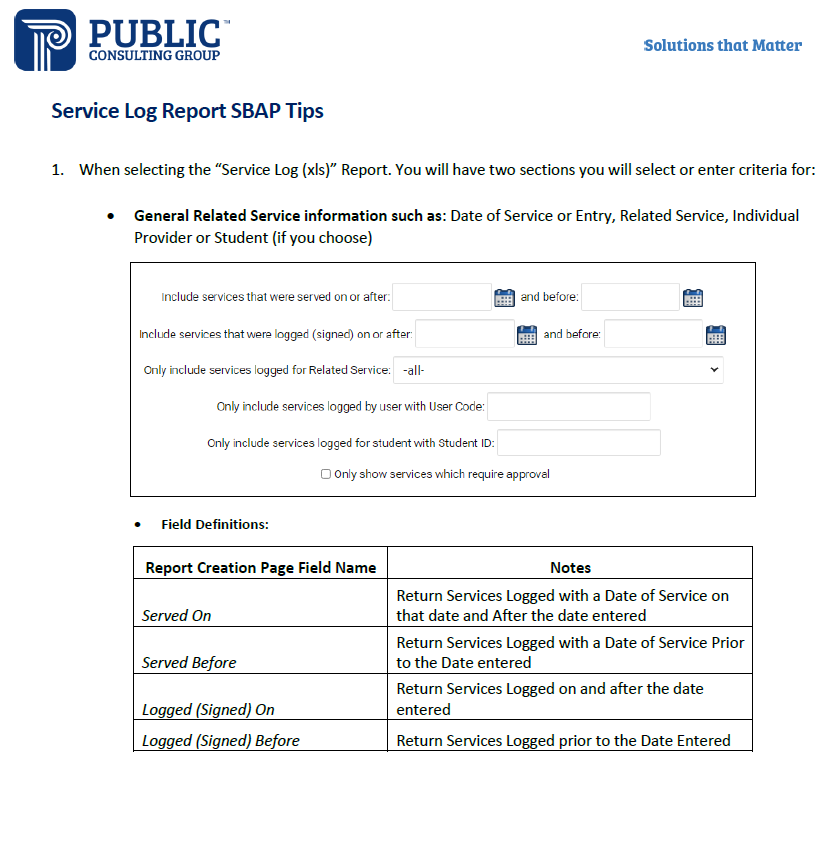 PUBLIC™
CONSULTING GROUP
Solutions that Matter
Service Log Report SBAP Tips
1. When selecting the “Service Log (xls)” Report. You will have two sections you will select or enter criteria for:
• General Related Service information such as: Date of Service or Entry, Related Service, Individual
Provider or Student (if you choose)
Include services that were served on or after: and before:
Include services that were logged (signed) on or after: and before:
Only include services logged for Related Service: -all-
Only include services logged by user with User Code:
Only include services logged for student with Student ID:
Only show services which require approval
• Field Definitions:
Report Creation Page Field Name Notes
Return Services Logged with a Date of Service on
Served On that date and After the date entered
Return Services Logged with a Date of Service Prior
Served Before to the Date entered
Return Services Logged on and after the date
Logged (Signed) On entered
Logged (Signed) Before Return Services Logged prior to the Date Entered